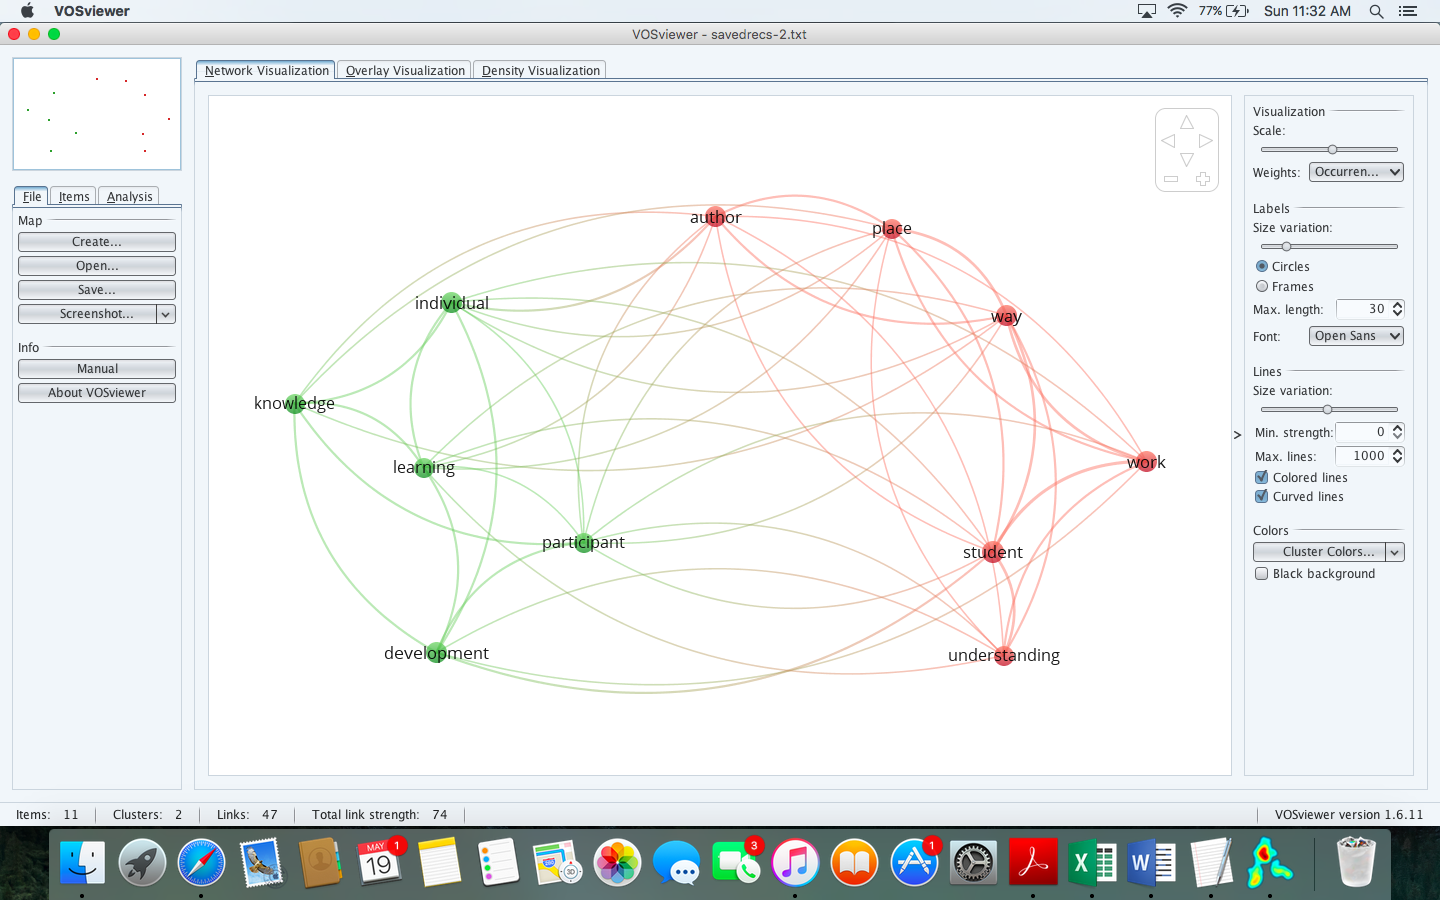 VOSviewer
77%
Sun 11:32 AM
VOSviewer - savedrecs-2.txt
Network Visualization
Overlay Visualization
Density Visualization
File
Items
Analysis
Map
Create...
Open...
Save...
Screenshot...
Info
Manual
About VOSviewer
author
place
individual
way
knowledge
learning
work
participant
student
development
understanding
>
Visualization
Scale:
Weights: Occurren...
Labels
Size variation:
Circles
Frames
Max. length: 30
Font: Open Sans
Lines
Size variation:
Min. strength: 0
Max. lines: 1000
Colored lines
Curved lines
Colors
Cluster Colors...
Black background
Items: 11
Clusters: 2
Links: 47
Total link strength: 74
VOSviewer version 1.6.11
MAY
19
1
3D
3
1
X
W